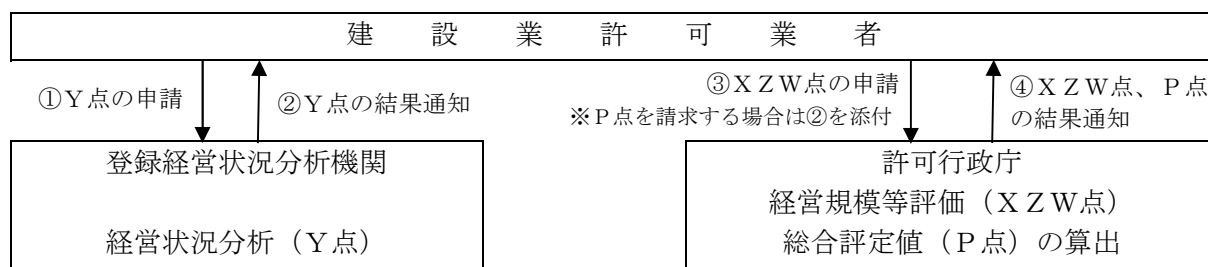 建設業許可業者
①Y点の申請
②Y点の結果通知
③XZW点の申請
※P点を請求する場合は②を添付
④XZW点、P点
の結果通知
登録経営状況分析機関
経営状況分析(Y点)
許可行政庁
経営規模等評価(XZW点)
総合評定値(P点)の算出